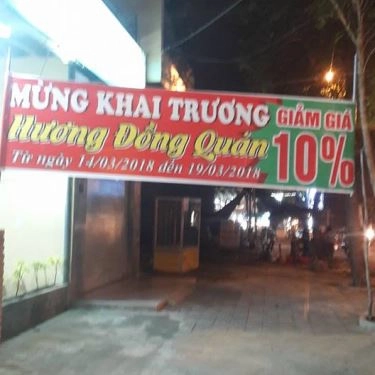 MỪNG KHAI TRƯƠNG
Hương Đồng Quán
Từ ngày 14/03/2018 đến 19/03/2018
GIẢM GIÁ
10%